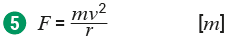 5 F = mv²/r [m]